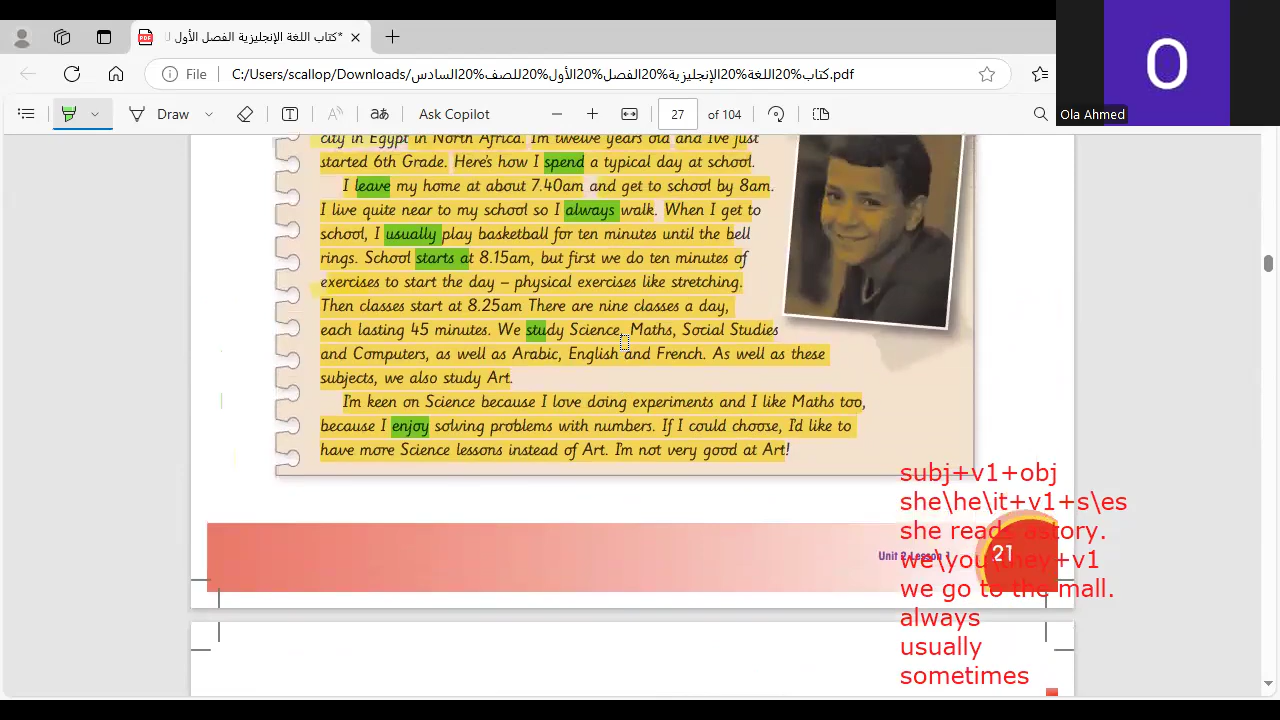 *كتاب اللغة الإنجليزية الفصل الأول
File
C:/Users/scallop/Downloads/كتاب%20اللغة%20الإنجليزية%20الفصل%20الأول%20للصف%20السادس.pdf
Draw
Ask Copilot
27 of 104
O
Ola Ahmed
city in Egypt in North Africa. I'm twelve years old and I've just
started 6th Grade. Here's how I spend a typical day at school.
I leave my home at about 7.40am and get to school by 8am.
I live quite near to my school so I always walk. When I get to
school, I usually play basketball for ten minutes until the bell
rings. School starts at 8.15am, but first we do ten minutes of
exercises to start the day – physical exercises like stretching.
Then classes start at 8.25am There are nine classes a day,
each lasting 45 minutes. We study Science, Maths, Social Studies
and Computers, as well as Arabic, English and French. As well as these
subjects, we also study Art.
I'm keen on Science because I love doing experiments and I like Maths too,
because I enjoy solving problems with numbers. If I could choose, I'd like to
have more Science lessons instead of Art. I'm not very good at Art!
Unit 2 Lesson 1
21
subj+v1+obj
she\he\it+v1+s\es
she reads astory.
we\you\they+v1
we go to the mall.
always
usually
sometimes